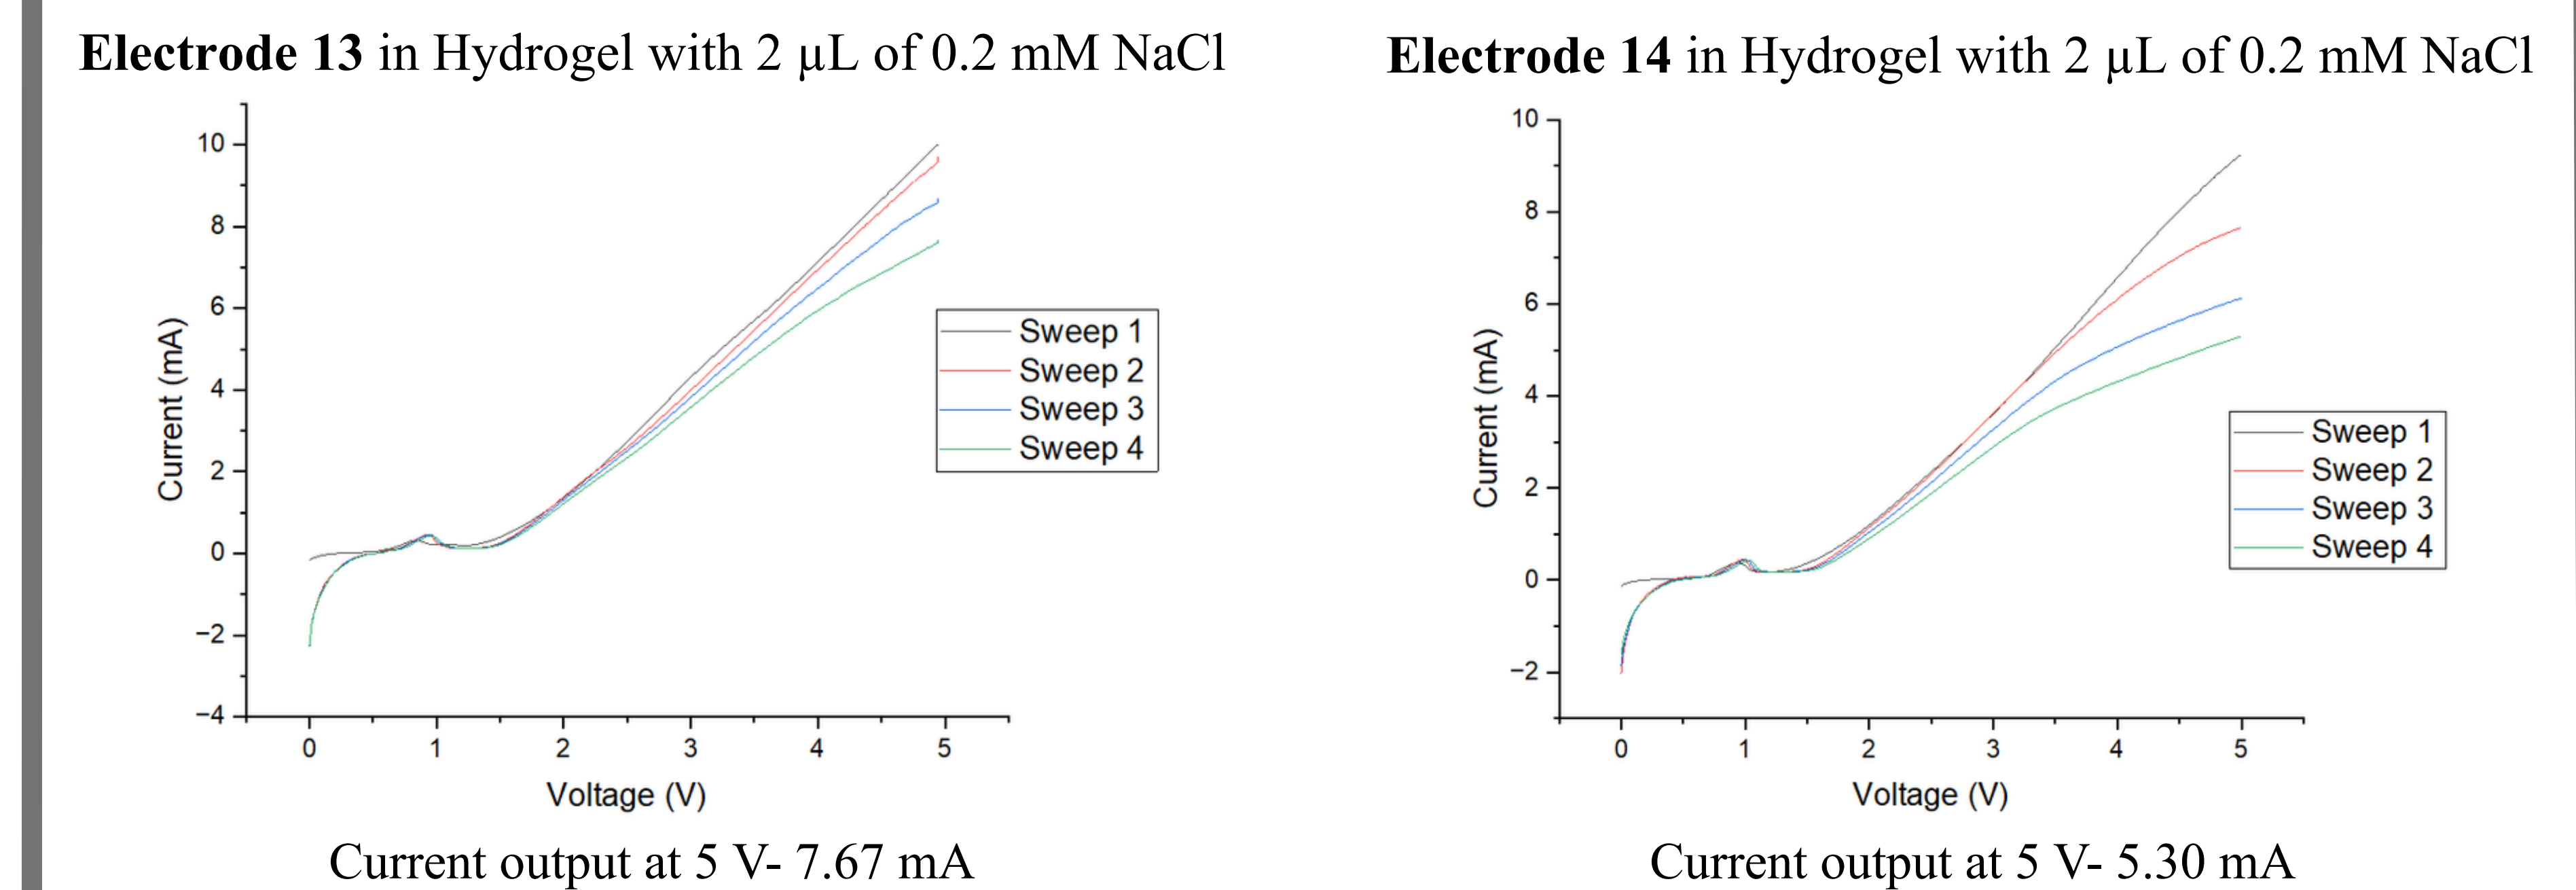 Electrode 13 in Hydrogel with 2 µL of 0.2 mM NaCl
10
8
6
4
2
0
−2
−4
Current (mA)
Sweep 1
Sweep 2
Sweep 3
Sweep 4
0 1 2 3 4 5
Voltage (V)
Current output at 5 V- 7.67 mA
Electrode 14 in Hydrogel with 2 µL of 0.2 mM NaCl
10
8
6
4
2
0
−2
Current (mA)
Sweep 1
Sweep 2
Sweep 3
Sweep 4
0 1 2 3 4 5
Voltage (V)
Current output at 5 V- 5.30 mA